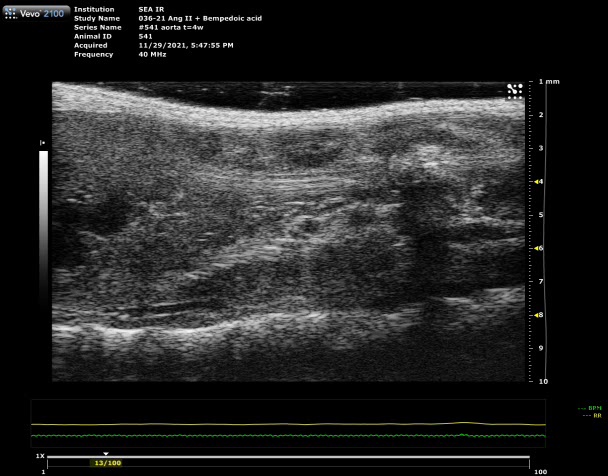 Vevo 2100
Institution SEA IR
Study Name 036-21 Ang II + Bempedoic acid
Series Name #541 aorta t=4w
Animal ID 541
Acquired 11/29/2021, 5:47:55 PM
Frequency 40 MHz
1 mm
2
3
4
5
6
7
8
9
10
BPM
RR
1X
13/100
1 100